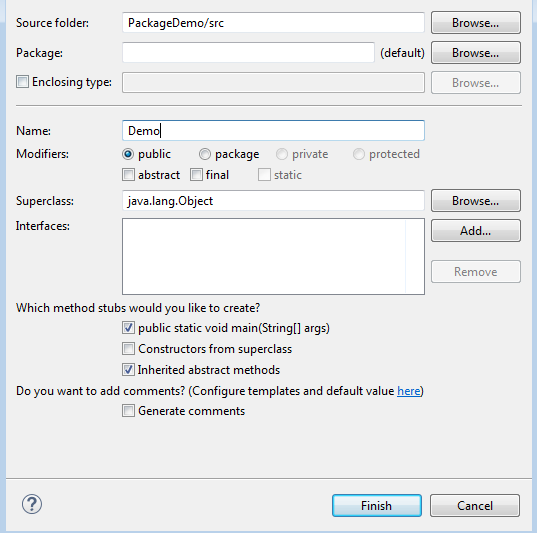 Source folder: PackageDemo/src Browse...
Package: (default) Browse...
Enclosing type: Browse...
Name: Demo
Modifiers: public package private protected
abstract final static
Superclass: java.lang.Object Browse...
Interfaces: Add...
Remove
Which method stubs would you like to create?
public static void main(String[] args)
Constructors from superclass
Inherited abstract methods
Do you want to add comments? (Configure templates and default value here)
Generate comments
? Finish Cancel